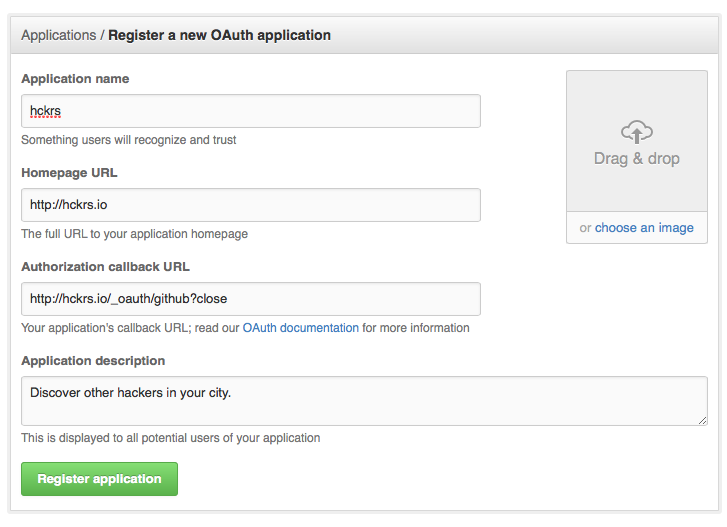 Applications / Register a new OAuth application
Application name
hckrs
Something users will recognize and trust
Drag & drop
or choose an image
Homepage URL
http://hckrs.io
The full URL to your application homepage
Authorization callback URL
http://hckrs.io/_oauth/github?close
Your application's callback URL; read our OAuth documentation for more information
Application description
Discover other hackers in your city.
This is displayed to all potential users of your application
Register application